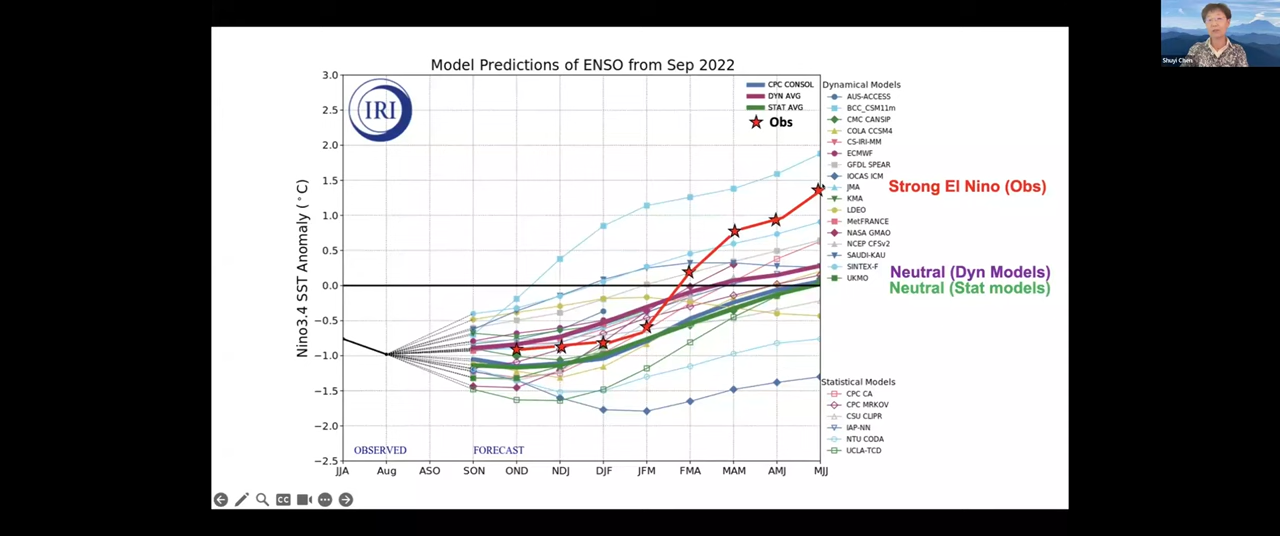 Shuyi Chen
Model Predictions of ENSO from Sep 2022
3.0
2.5
2.0
1.5
1.0
0.5
0.0
−0.5
−1.0
−1.5
−2.0
−2.5
Nino3.4 SST Anomaly (°C)
IRI
CPC CONSOL
DYN AVG
STAT AVG
Obs
Dynamical Models
AUS-ACCESS
BCC_CSM11m
CMC CANSIP
COLA CCSM4
CS-IRI-MM
ECMWF
GFDL SPEAR
IOCAS ICM
JMA
KMA
LDEO
MetFRANCE
NASA GMAO
NCEP CFSv2
SAUDI-KAU
SINTEX-F
UKMO
Strong El Nino (Obs)
Neutral (Dyn Models)
Neutral (Stat models)
Statistical Models
CPC CA
CPC MRKOV
CSU CLIPR
IAP-NN
NTU CODA
UCLA-TCD
OBSERVED
FORECAST
JJA
Aug
ASO
SON
OND
NDJ
DJF
JFM
FMA
MAM
AMJ
MJJ
CC